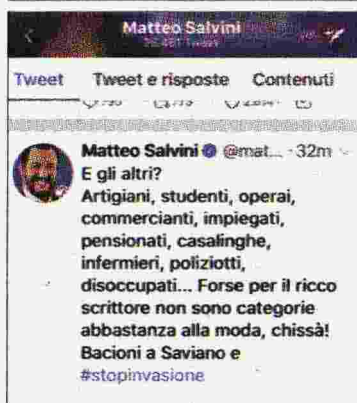 Matteo Salvini
Tweet Tweet e risposte Contenuti
Matteo Salvini @mat... · 32m
E gli altri?
Artigiani, studenti, operai,
commercianti, impiegati,
pensionati, casalinghe,
infermieri, poliziotti,
disoccupati... Forse per il ricco
scrittore non sono categorie
abbastanza alla moda, chissà!
Bacioni a Saviano e
#stopinvasione